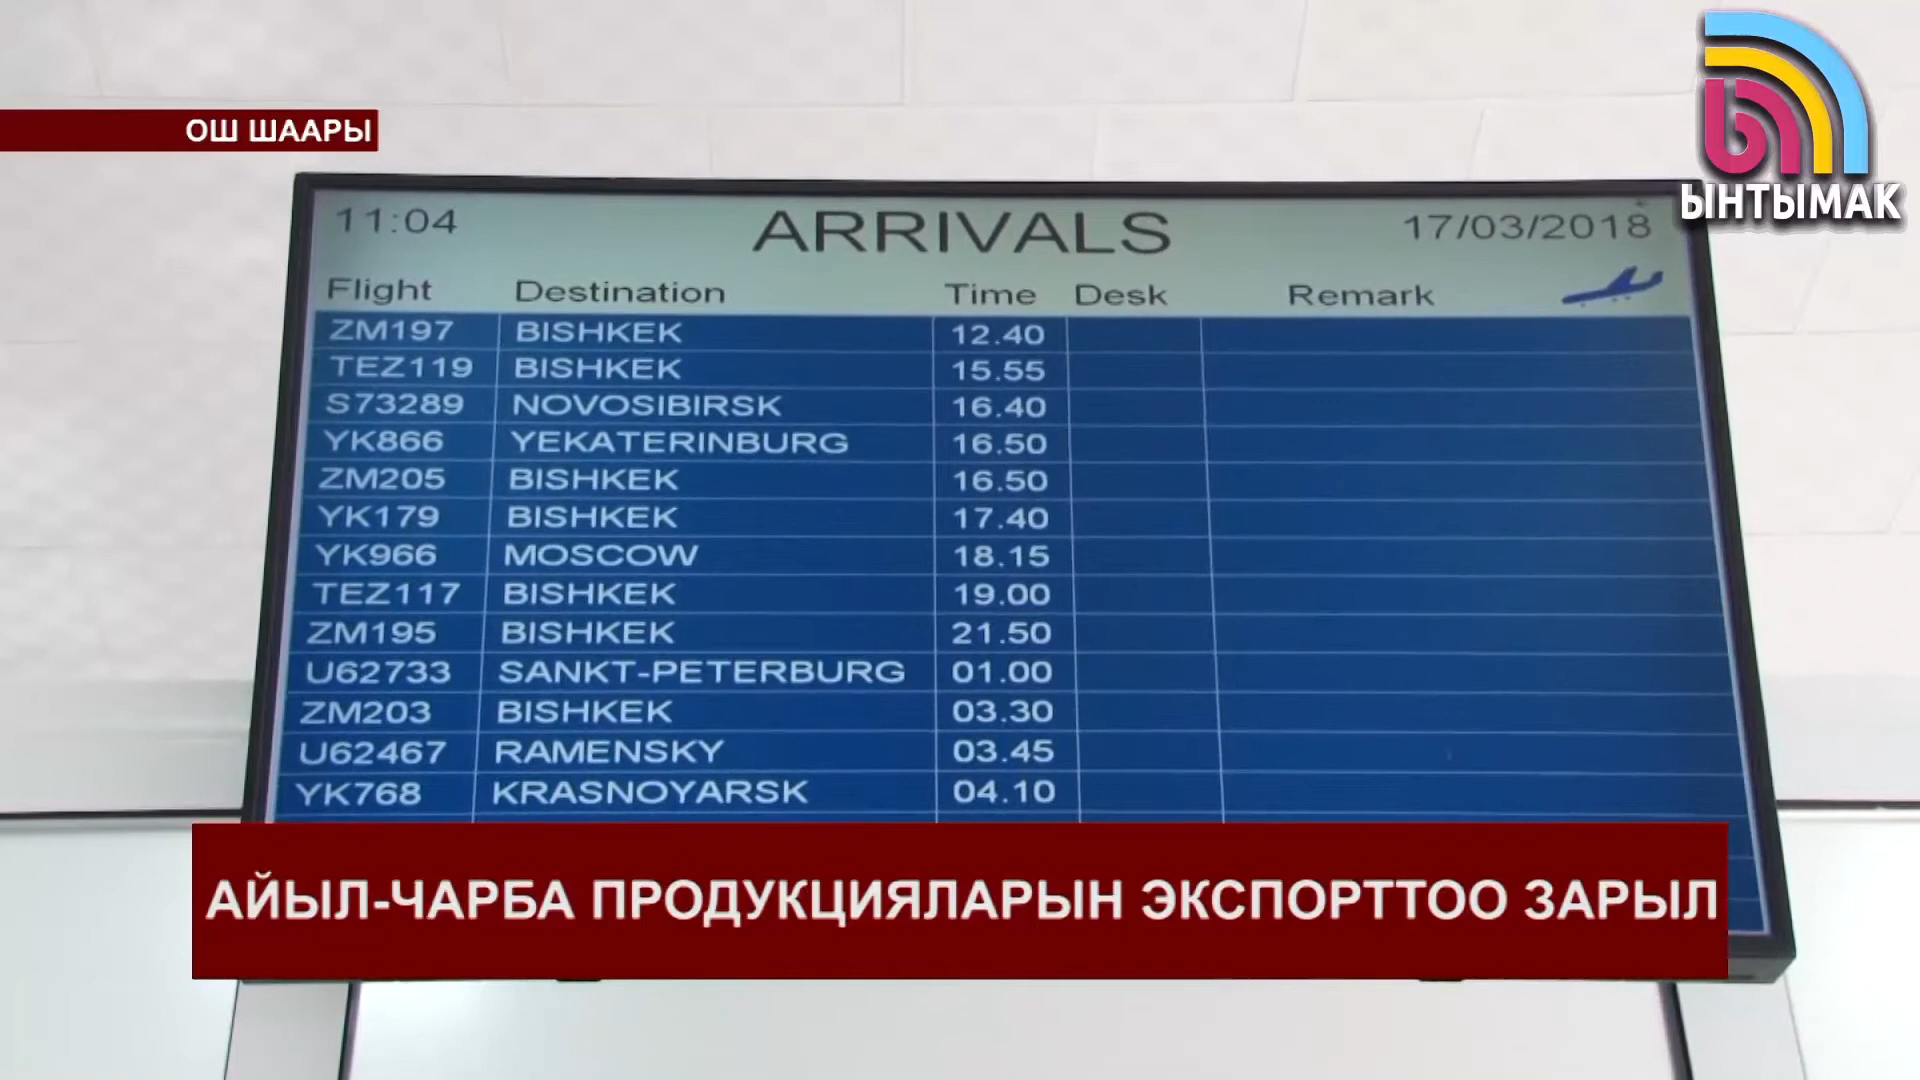 ЫНТЫМАК
ОШ ШААРЫ
11:04 ARRIVALS 17/03/2018
Flight Destination Time Desk Remark
ZM197 BISHKEK 12.40
TEZ119 BISHKEK 15.55
S73289 NOVOSIBIRSK 16.40
YK866 YEKATERINBURG 16.50
ZM205 BISHKEK 16.50
YK179 BISHKEK 17.40
YK966 MOSCOW 18.15
TEZ117 BISHKEK 19.00
ZM195 BISHKEK 21.50
U62733 SANKT-PETERBURG 01.00
ZM203 BISHKEK 03.30
U62467 RAMENSKY 03.45
YK768 KRASNOYARSK 04.10
АЙЫЛ-ЧАРБА ПРОДУКЦИЯЛАРЫН ЭКСПОРТТОО ЗАРЫЛ